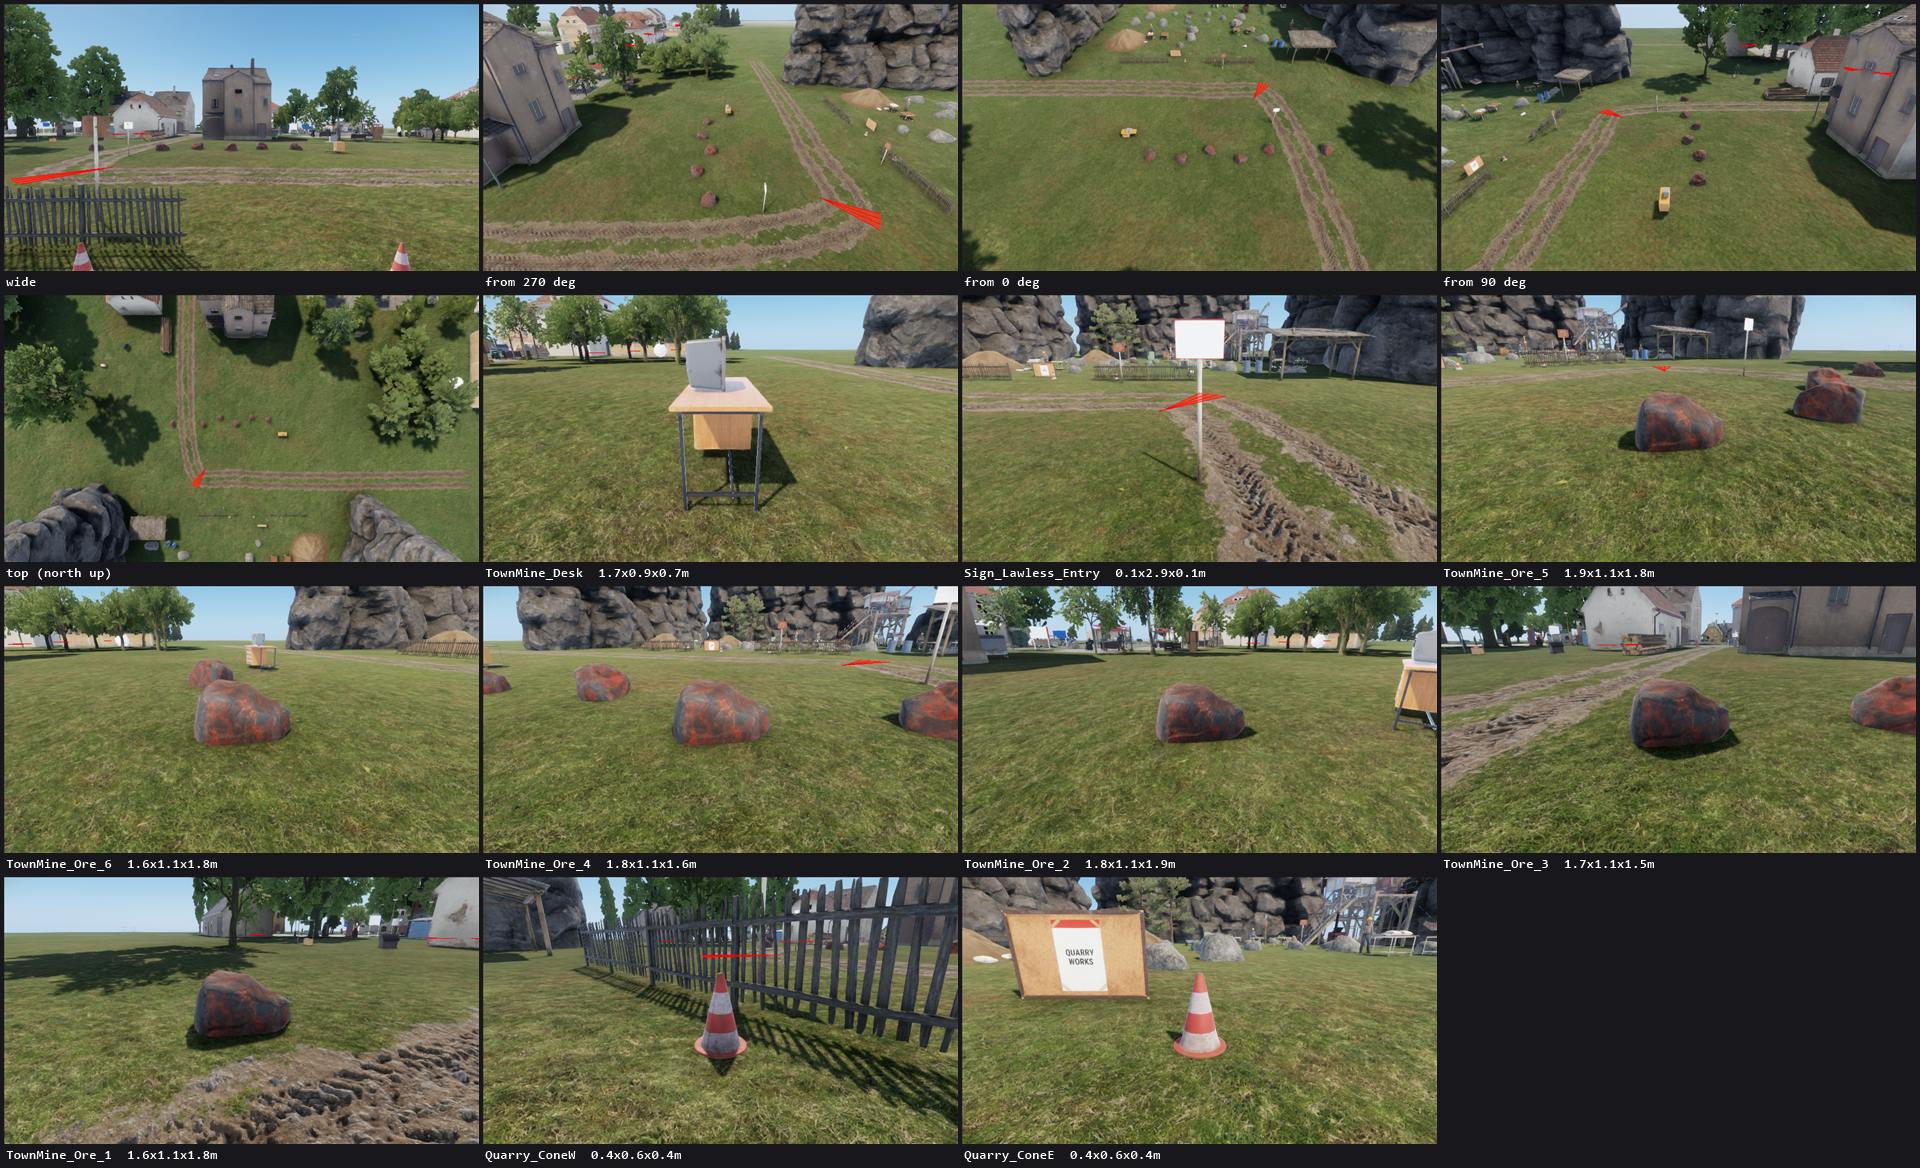 wide
from 270 deg
from 0 deg
from 90 deg
top (north up)
TownMine_Desk 1.7x0.9x0.7m
Sign_Lawless_Entry 0.1x2.9x0.1m
TownMine_Ore_5 1.9x1.1x1.8m
TownMine_Ore_6 1.6x1.1x1.8m
TownMine_Ore_4 1.8x1.1x1.6m
TownMine_Ore_2 1.8x1.1x1.9m
TownMine_Ore_3 1.7x1.1x1.5m
QUARRY
WORKS
TownMine_Ore_1 1.6x1.1x1.8m
Quarry_ConeW 0.4x0.6x0.4m
Quarry_ConeE 0.4x0.6x0.4m